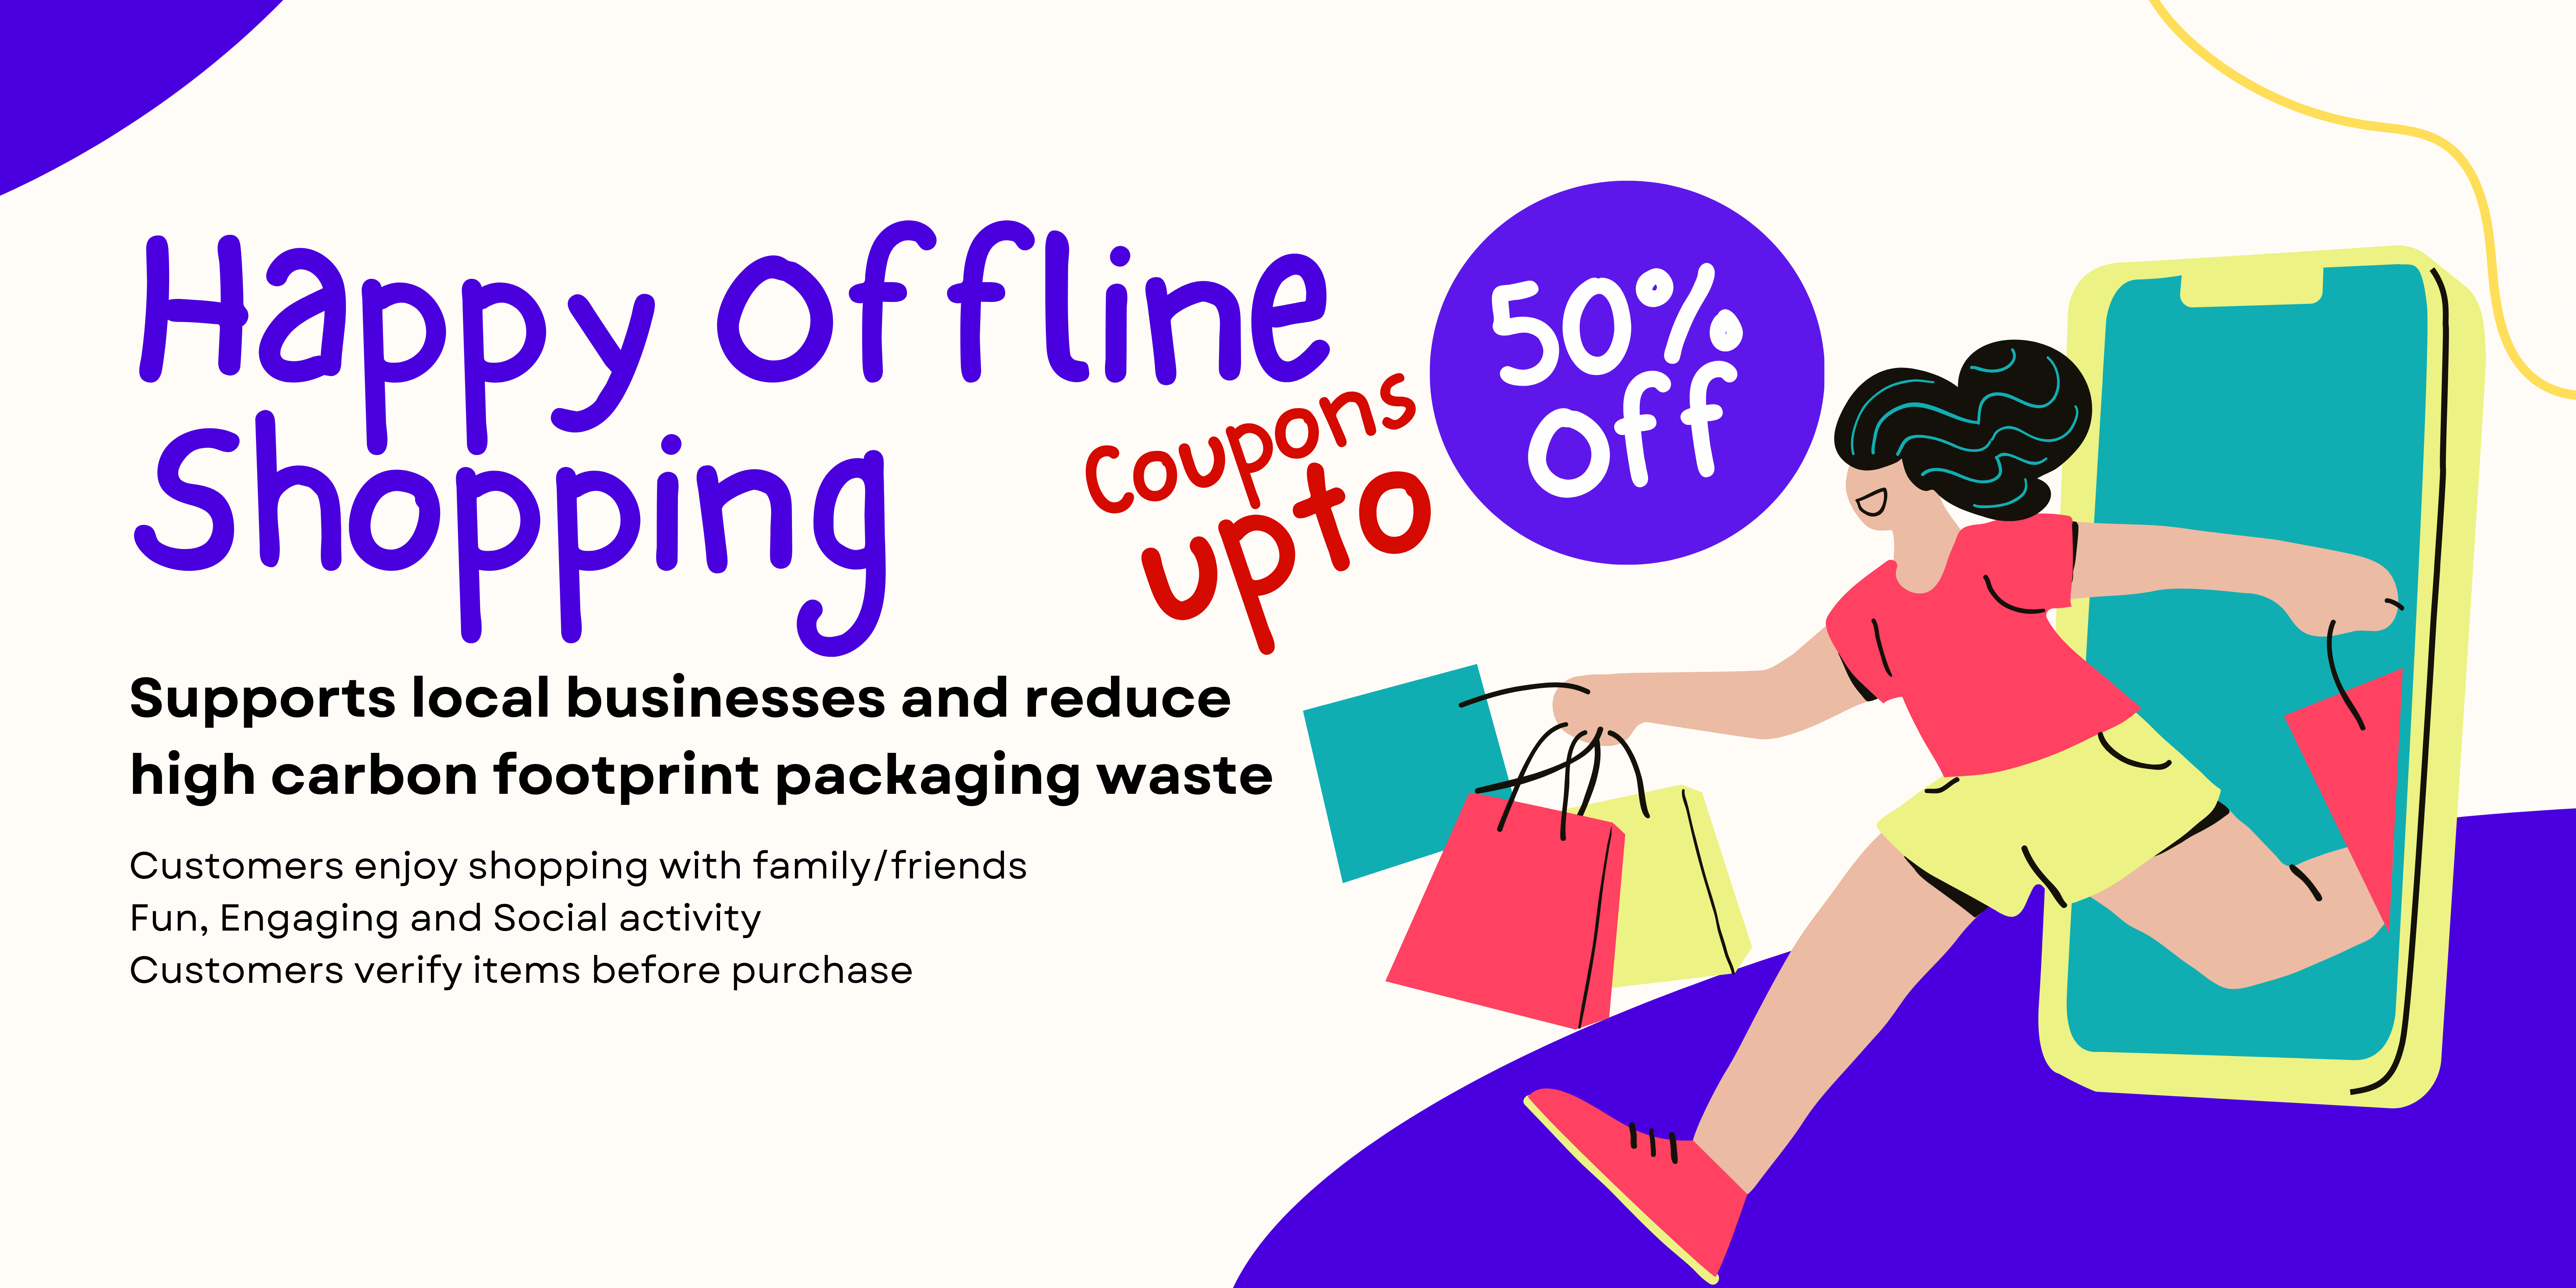 Happy Offline
Shopping
Coupons
upto
50%
off
Supports local businesses and reduce
high carbon footprint packaging waste
Customers enjoy shopping with family/friends
Fun, Engaging and Social activity
Customers verify items before purchase